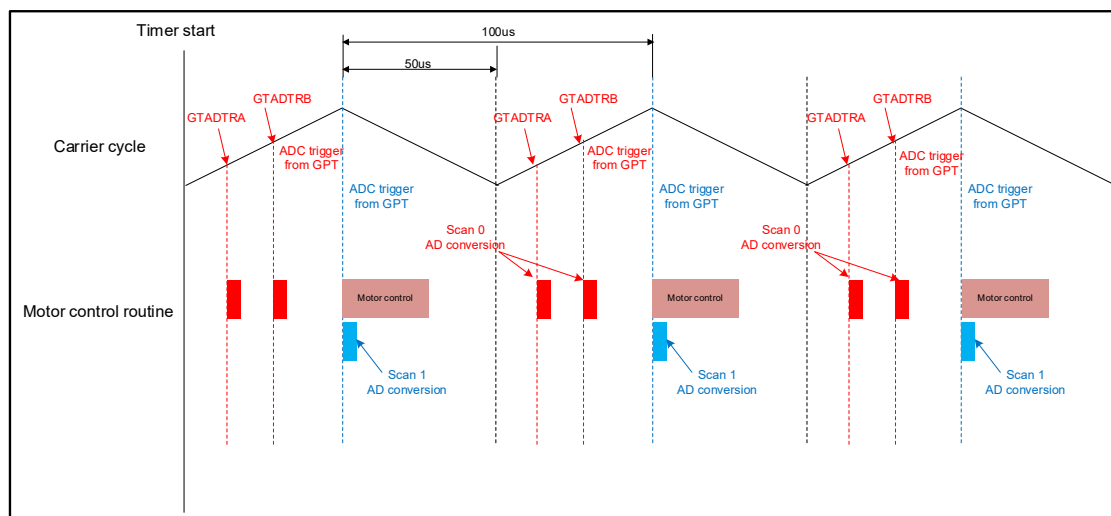 Timer start
100us
50us
GTADTRB
GTADTRA
ADC trigger
from GPT
GTADTRB
GTADTRA
ADC trigger
from GPT
GTADTRB
GTADTRA
ADC trigger
from GPT
Carrier cycle
ADC trigger
from GPT
ADC trigger
from GPT
ADC trigger
from GPT
Scan 0
AD conversion
Scan 0
AD conversion
Motor control routine
Motor control
Motor control
Motor control
Scan 1
AD conversion
Scan 1
AD conversion
Scan 1
AD conversion